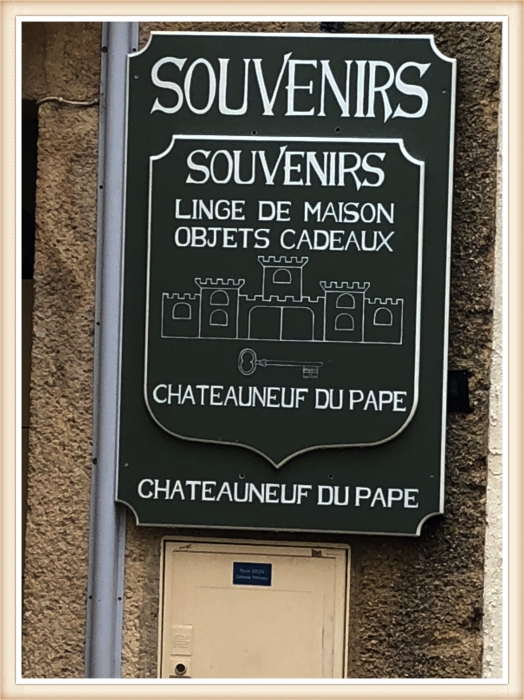 SOUVENIRS
SOUVENIRS
LINGE DE MAISON
OBJETS CADEAUX
CHATEAUNEUF DU PAPE
CHATEAUNEUF DU PAPE